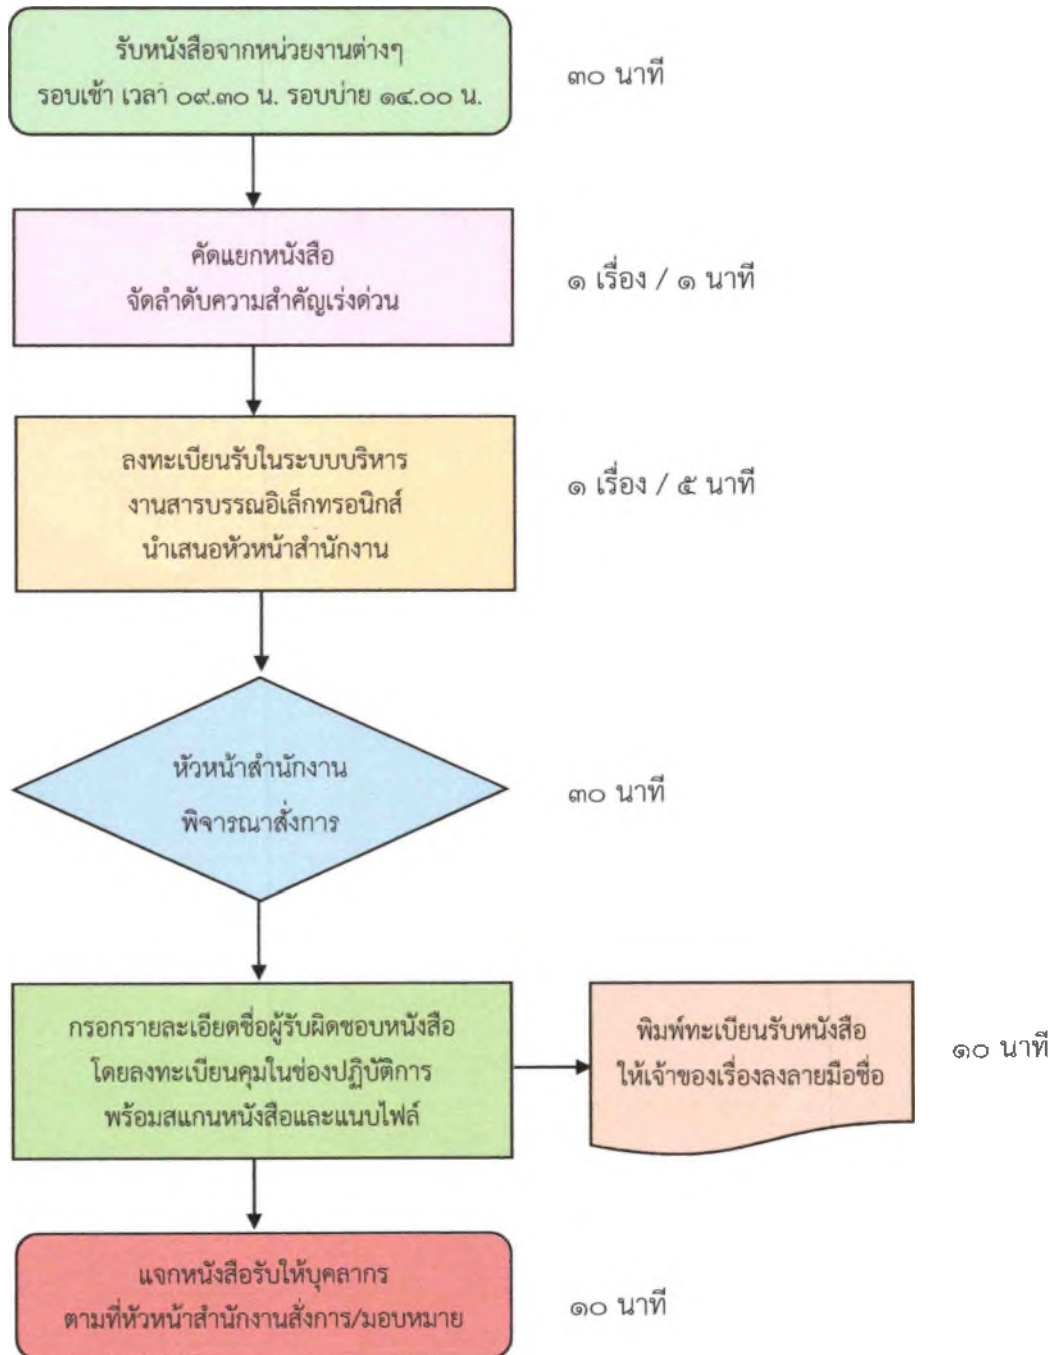 รับหนังสือจากหน่วยงานต่างๆ
รอบเช้า เวลา ๐๙.๓๐ น. รอบบ่าย ๑๔.๐๐ น.
๓๐ นาที
คัดแยกหนังสือ
จัดลำดับความสำคัญเร่งด่วน
๑ เรื่อง / ๑ นาที
ลงทะเบียนรับในระบบบริหาร
งานสารบรรณอิเล็กทรอนิกส์
นำเสนอหัวหน้าสำนักงาน
๑ เรื่อง / ๕ นาที
หัวหน้าสำนักงาน
พิจารณาสั่งการ
๓๐ นาที
กรอกรายละเอียดชื่อผู้รับผิดชอบหนังสือ
โดยลงทะเบียนคุมในช่องปฏิบัติการ
พร้อมสแกนหนังสือและแนบไฟล์
พิมพ์ทะเบียนรับหนังสือ
ให้เจ้าของเรื่องลงลายมือชื่อ
๑๐ นาที
แจกหนังสือรับให้บุคลากร
ตามที่หัวหน้าสำนักงานสั่งการ/มอบหมาย
๑๐ นาที